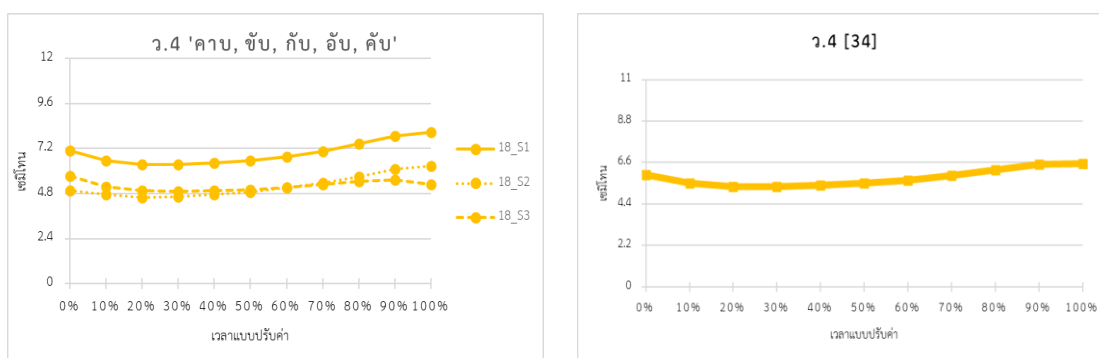 ว.4 'คาบ, ขับ, กับ, อับ, คับ'
12
9.6
7.2
4.8
2.4
0
เซมิโทน
0% 10% 20% 30% 40% 50% 60% 70% 80% 90% 100%
เวลาแบบปรับค่า
18_S1
18_S2
18_S3
ว.4 [34]
11
8.8
6.6
4.4
2.2
0
เซมิโทน
0% 10% 20% 30% 40% 50% 60% 70% 80% 90% 100%
เวลาแบบปรับค่า